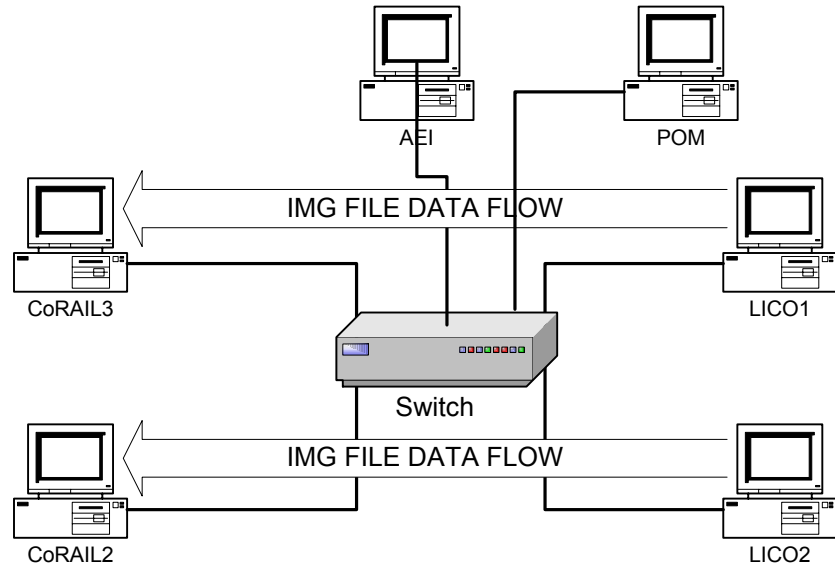 AEI
POM
IMG FILE DATA FLOW
CoRAIL3
LICO1
Switch
IMG FILE DATA FLOW
CoRAIL2
LICO2